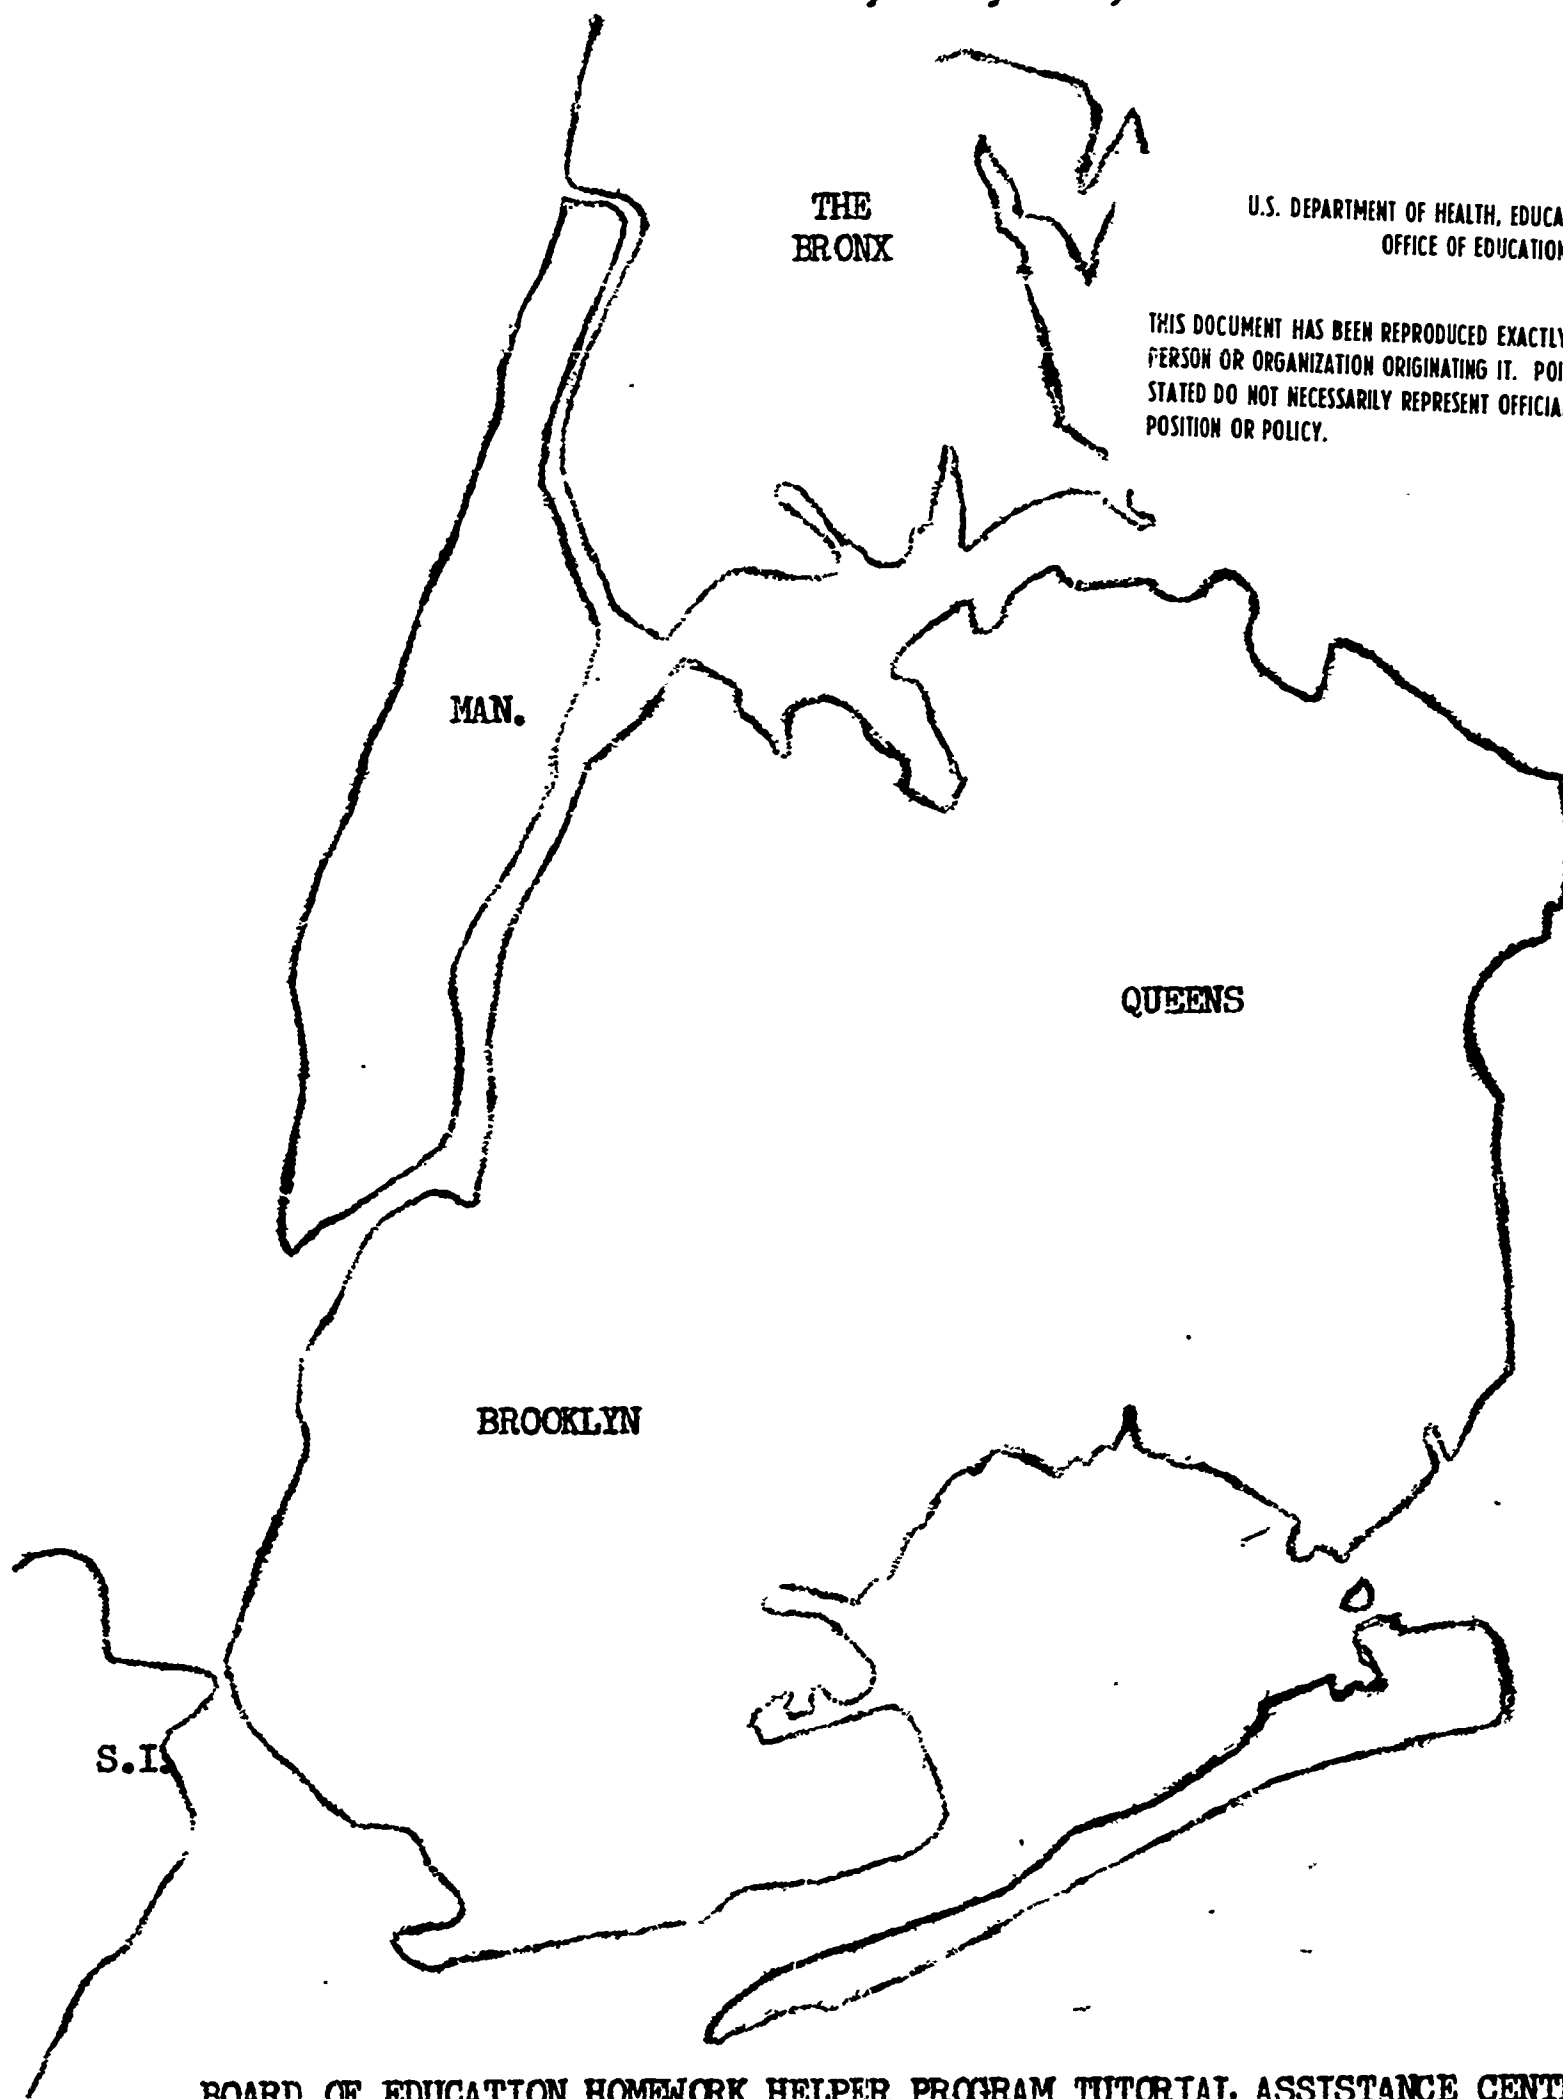 THE
BRONX
U.S. DEPARTMENT OF HEALTH, EDUCA
OFFICE OF EDUCATION
THIS DOCUMENT HAS BEEN REPRODUCED EXACTLY
PERSON OR ORGANIZATION ORIGINATING IT. POI
STATED DO NOT NECESSARILY REPRESENT OFFICIA
POSITION OR POLICY.
MAN.
QUEENS
BROOKLYN
S.I.
BOARD OF EDUCATION HOMEWORK HELPER PROGRAM TUTORIAL ASSISTANCE CENT